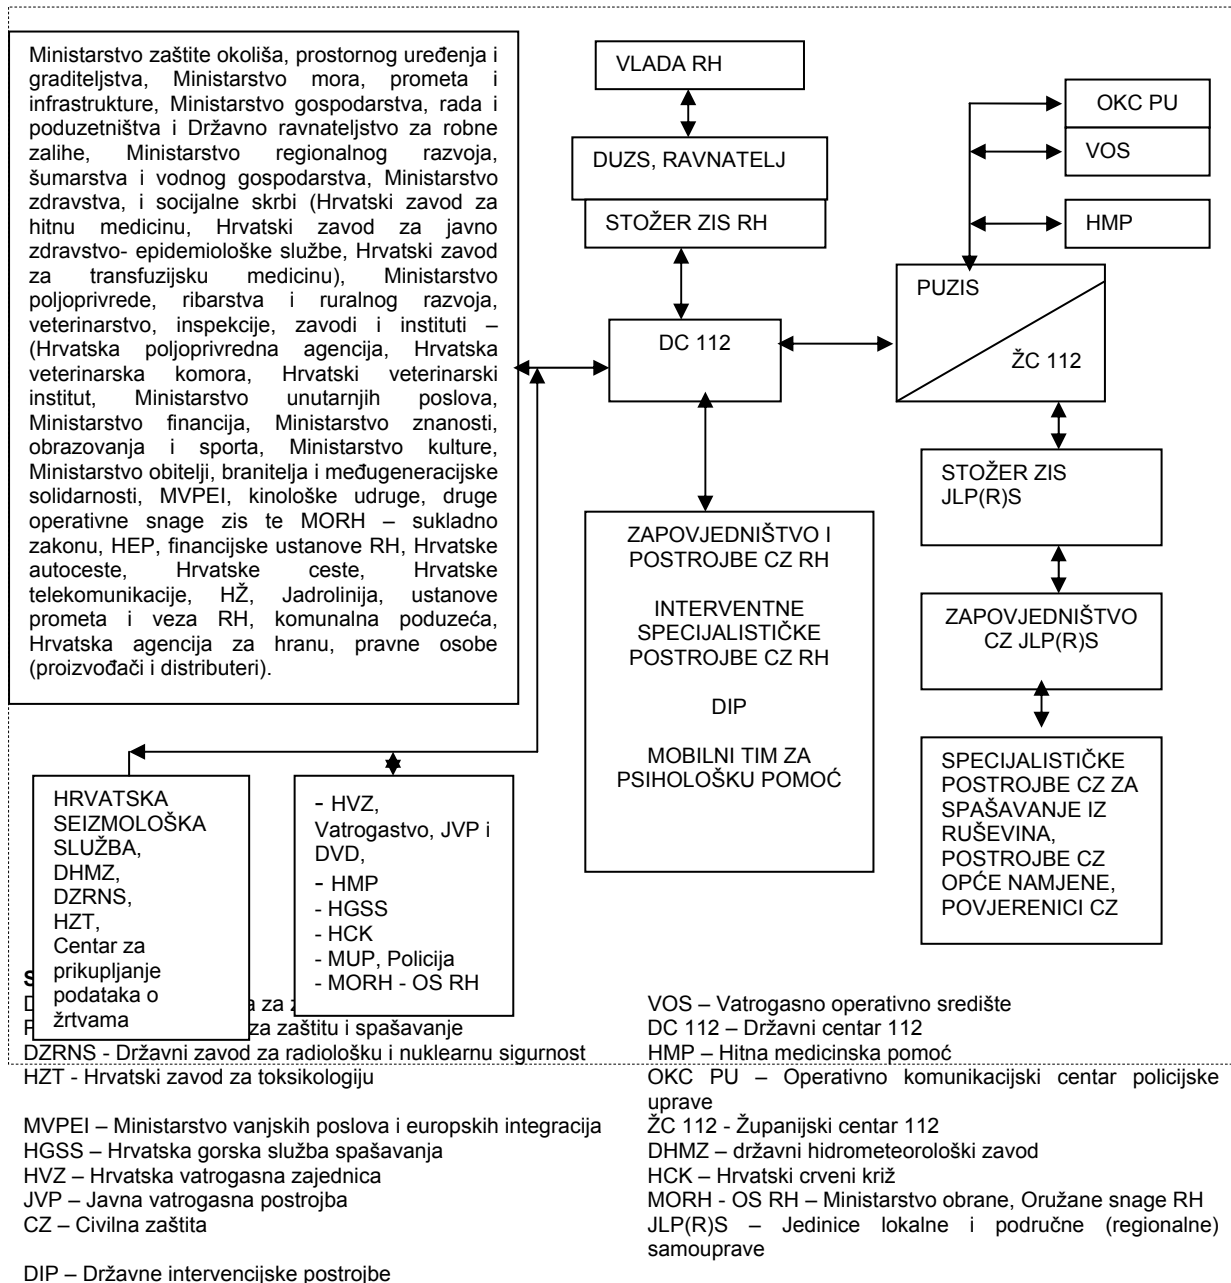 Ministarstvo zaštite okoliša, prostornog uređenja i
graditeljstva, Ministarstvo mora, prometa i
infrastrukture, Ministarstvo gospodarstva, rada i
poduzetništva i Državno ravnateljstvo za robne
zalihe, Ministarstvo regionalnog razvoja,
šumarstva i vodnog gospodarstva, Ministarstvo
zdravstva, i socijalne skrbi (Hrvatski zavod za
hitnu medicinu, Hrvatski zavod za javno
zdravstvo- epidemiološke službe, Hrvatski zavod
za transfuzijsku medicinu), Ministarstvo
poljoprivrede, ribarstva i ruralnog razvoja,
veterinarstvo, inspekcije, zavodi i instituti –
(Hrvatska poljoprivredna agencija, Hrvatska
veterinarska komora, Hrvatski veterinarski
institut, Ministarstvo unutarnjih poslova,
Ministarstvo financija, Ministarstvo znanosti,
obrazovanja i sporta, Ministarstvo kulture,
Ministarstvo obitelji, branitelja i međugeneracijske
solidarnosti, MVPEI, kinološke udruge, druge
operativne snage zis te MORH – sukladno
zakonu, HEP, financijske ustanove RH, Hrvatske
autoceste, Hrvatske ceste, Hrvatske
telekomunikacije, HŽ, Jadrolinija, ustanove
prometa i veza RH, komunalna poduzeća,
Hrvatska agencija za hranu, pravne osobe
(proizvođači i distributeri).
VLADA RH
DUZS, RAVNATELJ
STOŽER ZIS RH
DC 112
OKC PU
VOS
HMP
PUZIS
ŽC 112
STOŽER ZIS
JLP(R)S
ZAPOVJEDNIŠTVO
CZ JLP(R)S
SPECIJALISTIČKE
POSTROJBE CZ ZA
SPAŠAVANJE IZ
RUŠEVINA,
POSTROJBE CZ
OPĆE NAMJENE,
POVJERENICI CZ
ZAPOVJEDNIŠTVO I
POSTROJBE CZ RH
INTERVENTNE
SPECIJALISTIČKE
POSTROJBE CZ RH
DIP
MOBILNI TIM ZA
PSIHOLOŠKU POMOĆ
HRVATSKA
SEIZMOLOŠKA
SLUŽBA,
DHMZ,
DZRNS,
HZT,
Centar za
prikupljanje
podataka o
žrtvama
- HVZ,
Vatrogastvo, JVP i
DVD,
- HMP
- HGSS
- HCK
- MUP, Policija
- MORH - OS RH
za zaštitu i spašavanje
DZRNS - Državni zavod za radiološku i nuklearnu sigurnost
HZT - Hrvatski zavod za toksikologiju
MVPEI – Ministarstvo vanjskih poslova i europskih integracija
HGSS – Hrvatska gorska služba spašavanja
HVZ – Hrvatska vatrogasna zajednica
JVP – Javna vatrogasna postrojba
CZ – Civilna zaštita
DIP – Državne intervencijske postrojbe
VOS – Vatrogasno operativno središte
DC 112 – Državni centar 112
HMP – Hitna medicinska pomoć
OKC PU – Operativno komunikacijski centar policijske
uprave
ŽC 112 - Županijski centar 112
DHMZ – državni hidrometeorološki zavod
HCK – Hrvatski crveni križ
MORH - OS RH – Ministarstvo obrane, Oružane snage RH
JLP(R)S – Jedinice lokalne i područne (regionalne)
samouprave